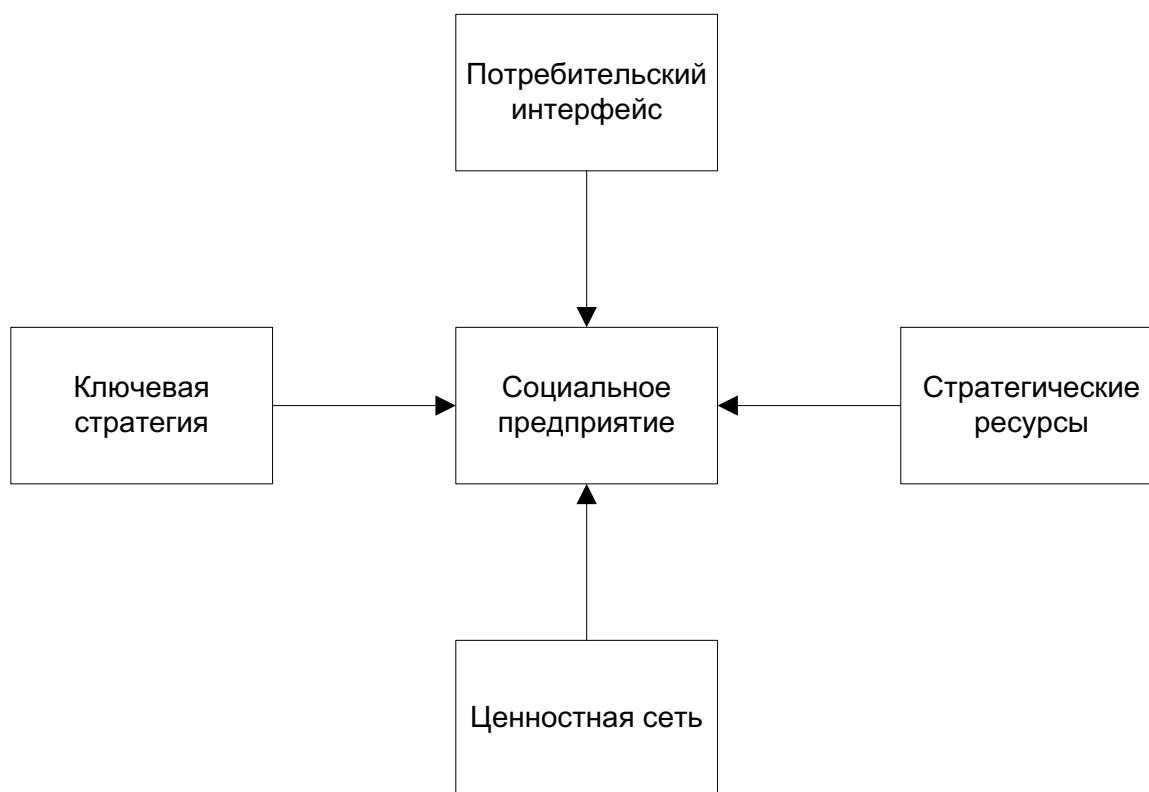 Потребительский
интерфейс
Ключевая
стратегия
Социальное
предприятие
Стратегические
ресурсы
Ценностная сеть